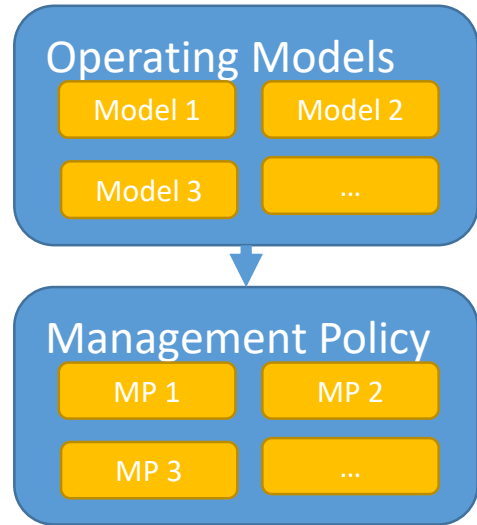 Operating Models
Model 1 Model 2
Model 3 ...
Management Policy
MP 1 MP 2
MP 3 ...